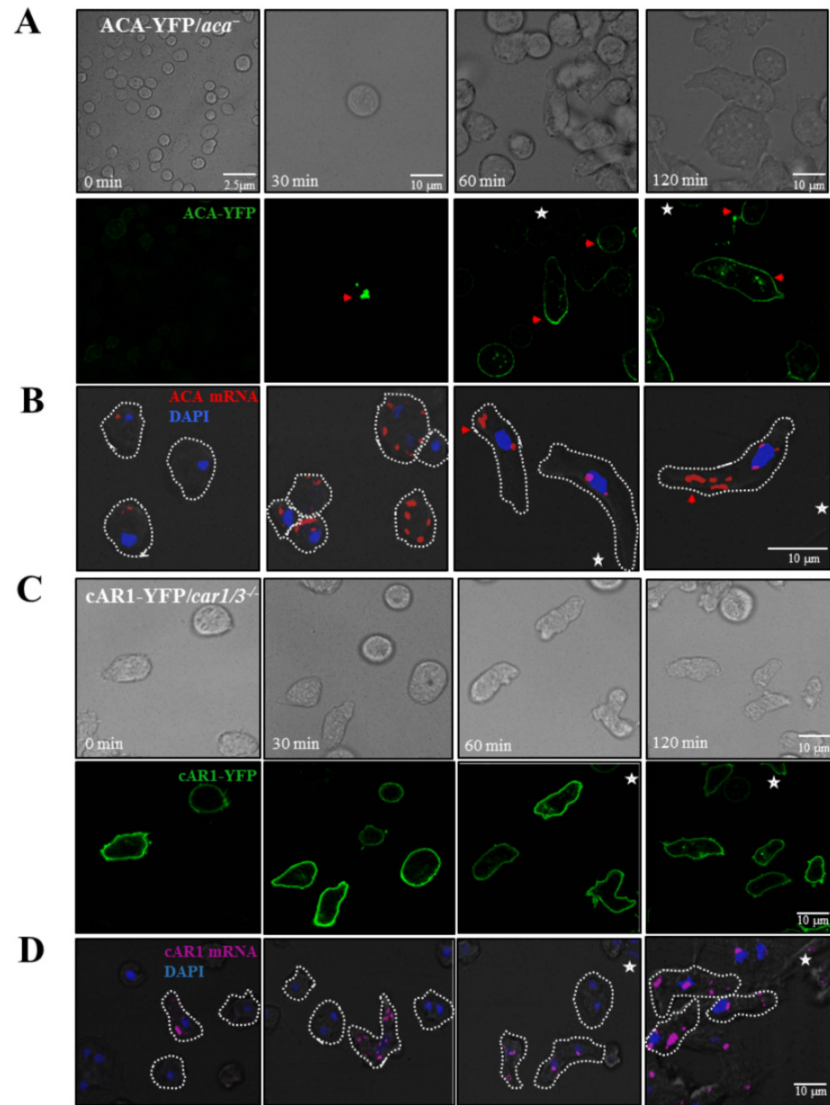 A
ACA-YFP/aca⁻
0 min
2.5µm
30 min
10 µm
60 min
10 µm
120 min
10 µm
ACA-YFP
B
ACA mRNA
DAPI
10 µm
C
cAR1-YFP/car1/3⁻/⁻
0 min
30 min
60 min
120 min
10 µm
cAR1-YFP
10 µm
D
cAR1 mRNA
DAPI
10 µm